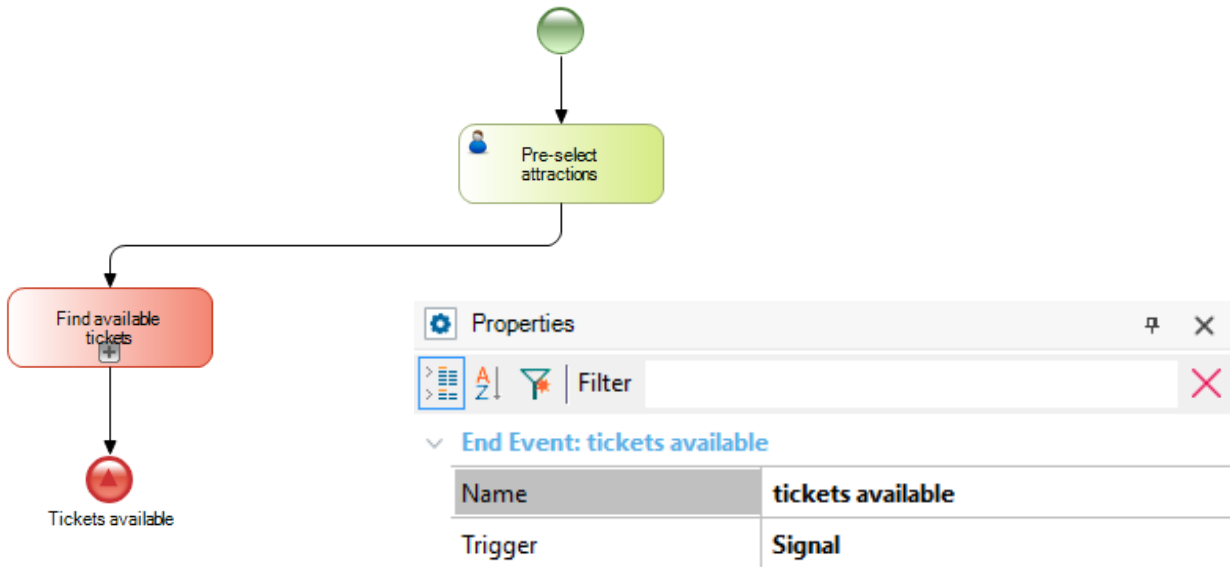 Pre-select
attractions
Find available
tickets
Tickets available
Properties
Filter
End Event: tickets available
Name tickets available
Trigger Signal